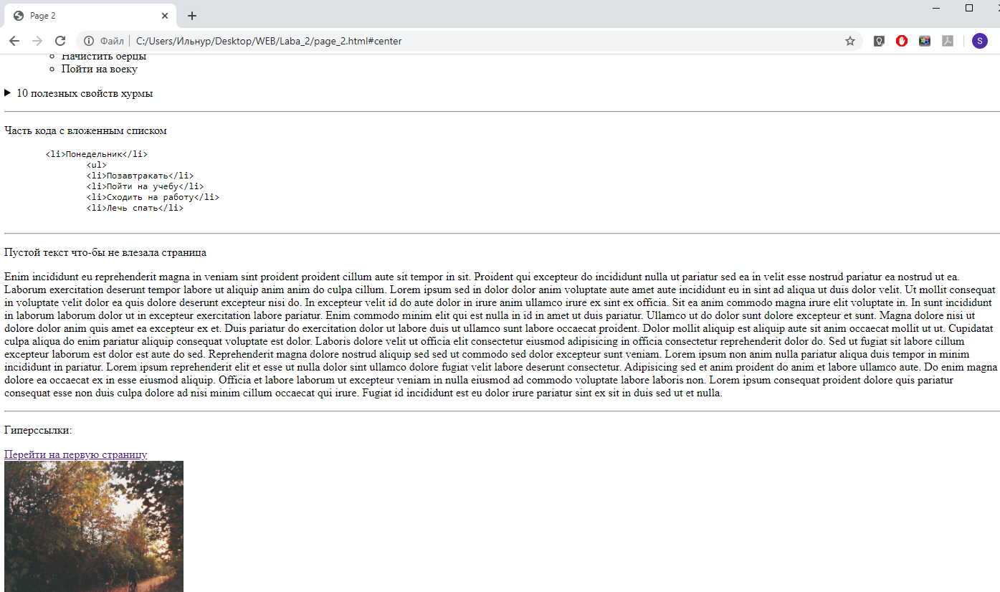 Page 2
Файл
C:/Users/Ильнур/Desktop/WEB/Laba_2/page_2.html#center
S
Начистить берцы
Пойти на воеку
10 полезных свойств хурмы
Часть кода с вложенным списком
<li>Понедельник</li>
<ul>
<li>Позавтракать</li>
<li>Пойти на учебу</li>
<li>Сходить на работу</li>
<li>Лечь спать</li>
Пустой текст что-бы не влезала страница
Enim incididunt eu reprehenderit magna in veniam sint proident proident cillum aute sit tempor in sit. Proident qui excepteur do incididunt nulla ut pariatur sed ea in velit esse nostrud pariatur ea nostrud ut ea.
Laborum exercitation deserunt tempor labore ut aliquip anim anim do culpa cillum. Lorem ipsum sed in dolor dolor anim voluptate aute amet aute incididunt eu in sint ad aliqua ut duis dolor velit. Ut mollit consequat
in voluptate velit dolor ea quis dolore deserunt excepteur nisi do. In excepteur velit id do aute dolor in irure anim ullamco irure ex sint ex officia. Sit ea anim commodo magna irure elit voluptate in. In sunt incididunt
in laborum laborum dolor ut in excepteur exercitation labore pariatur. Enim commodo minim elit qui est nulla in id in amet ut duis pariatur. Ullamco ut do dolor sunt dolore excepteur et sunt. Magna dolore nisi ut
dolore dolor anim quis amet ea excepteur ex et. Duis pariatur do exercitation dolor ut labore duis ut ullamco sunt labore occaecat proident. Dolor mollit aliquip est aliquip aute sit anim occaecat mollit ut ut. Cupidatat
culpa aliqua do enim pariatur aliquip consequat voluptate est dolor. Laboris dolore velit ut officia elit consectetur eiusmod adipisicing in officia consectetur reprehenderit dolor do. Sed ut fugiat sit labore cillum
excepteur laborum est dolor est aute do sed. Reprehenderit magna dolore nostrud aliquip sed sed ut commodo sed dolor excepteur sunt veniam. Lorem ipsum non anim nulla pariatur aliqua duis tempor in minim
incididunt in pariatur. Lorem ipsum reprehenderit elit et esse ut nulla dolor sint ullamco dolore fugiat velit labore deserunt consectetur. Adipisicing sed et anim proident do anim et labore ullamco aute. Do enim magna
dolore ea occaecat ex in esse eiusmod aliquip. Officia et labore laborum ut excepteur veniam in nulla eiusmod ad commodo voluptate labore laboris non. Lorem ipsum consequat proident dolore quis pariatur
consequat esse non duis culpa dolore ad nisi minim cillum occaecat qui irure. Fugiat id incididunt est eu dolor irure pariatur sint ex sit in duis sed ut et nulla.
Гиперссылки:
Перейти на первую страницу